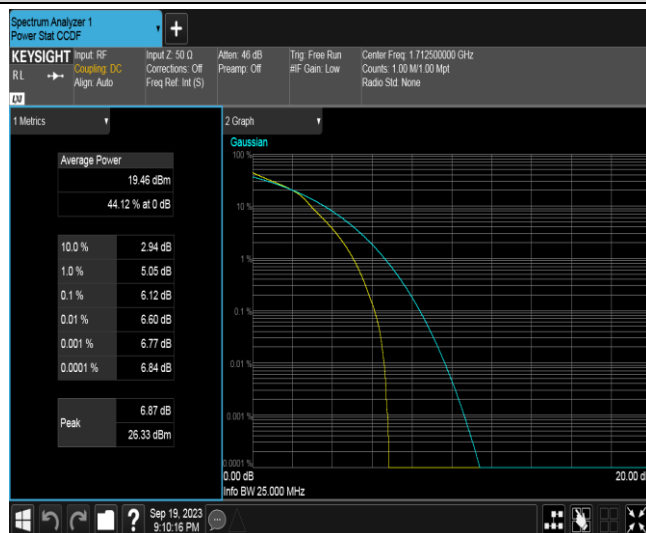 Spectrum Analyzer 1
Power Stat CCDF
+
KEYSIGHT
RL
LXI
Input: RF
Coupling: DC
Align: Auto
Input Z: 50 Ω
Corrections: Off
Freq Ref: Int (S)
Atten: 46 dB
Preamp: Off
Trig: Free Run
#IF Gain: Low
Center Freq: 1.712500000 GHz
Counts: 1.00 M/1.00 Mpt
Radio Std: None
1 Metrics
Average Power
19.46 dBm
44.12 % at 0 dB
10.0 % 2.94 dB
1.0 % 5.05 dB
0.1 % 6.12 dB
0.01 % 6.60 dB
0.001 % 6.77 dB
0.0001 % 6.84 dB
Peak
6.87 dB
26.33 dBm
2 Graph
Gaussian
100 %
10 %
1 %
0.1 %
0.01 %
0.001 %
0.0001 %
0.00 dB
20.00 d
Info BW 25.000 MHz
?
Sep 19, 2023
9:10:16 PM